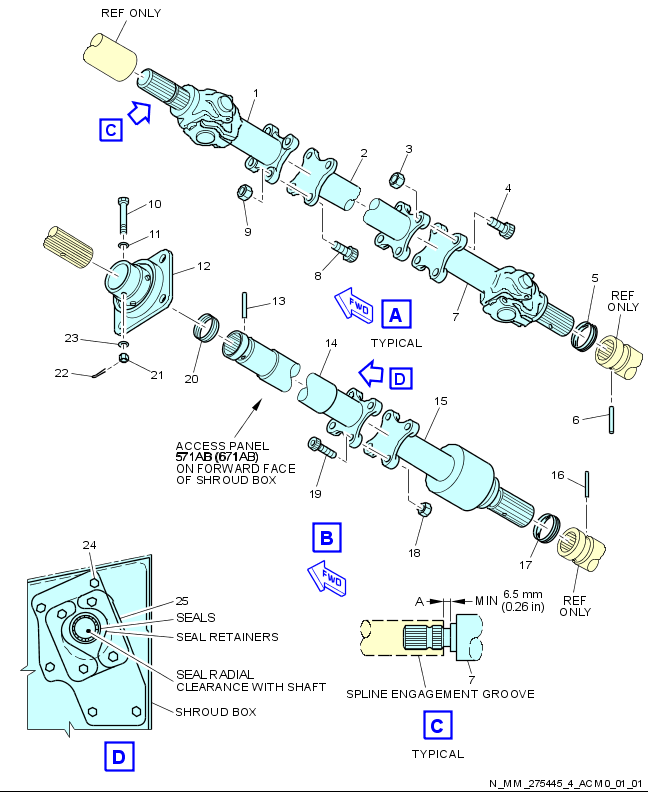 REF ONLY
1
C
2
3
4
9
8
10
11
12
FWD
A
TYPICAL
7
5
REF
ONLY
6
13
14
D
15
23
22
21
20
ACCESS PANEL
571AB (671AB)
ON FORWARD FACE
OF SHROUD BOX
19
18
16
17
B
FWD
REF
ONLY
24
25
SEALS
SEAL RETAINERS
SEAL RADIAL
CLEARANCE WITH SHAFT
SHROUD BOX
D
A
MIN
6.5 mm
(0.26 in)
7
SPLINE ENGAGEMENT GROOVE
C
TYPICAL
N_MM_275445_4_ACM0_01_01